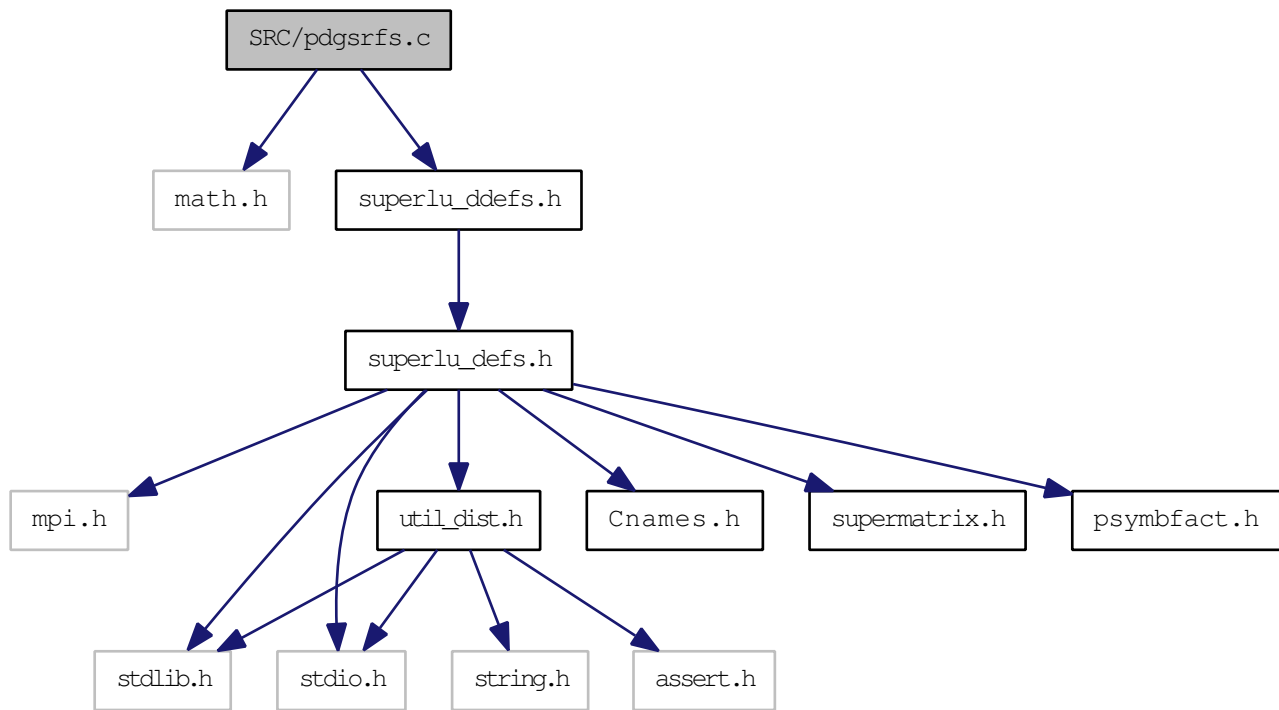 SRC/pdgsrfs.c
math.h
superlu_ddefs.h
superlu_defs.h
mpi.h
util_dist.h
Cnames.h
supermatrix.h
psymbfact.h
stdlib.h
stdio.h
string.h
assert.h